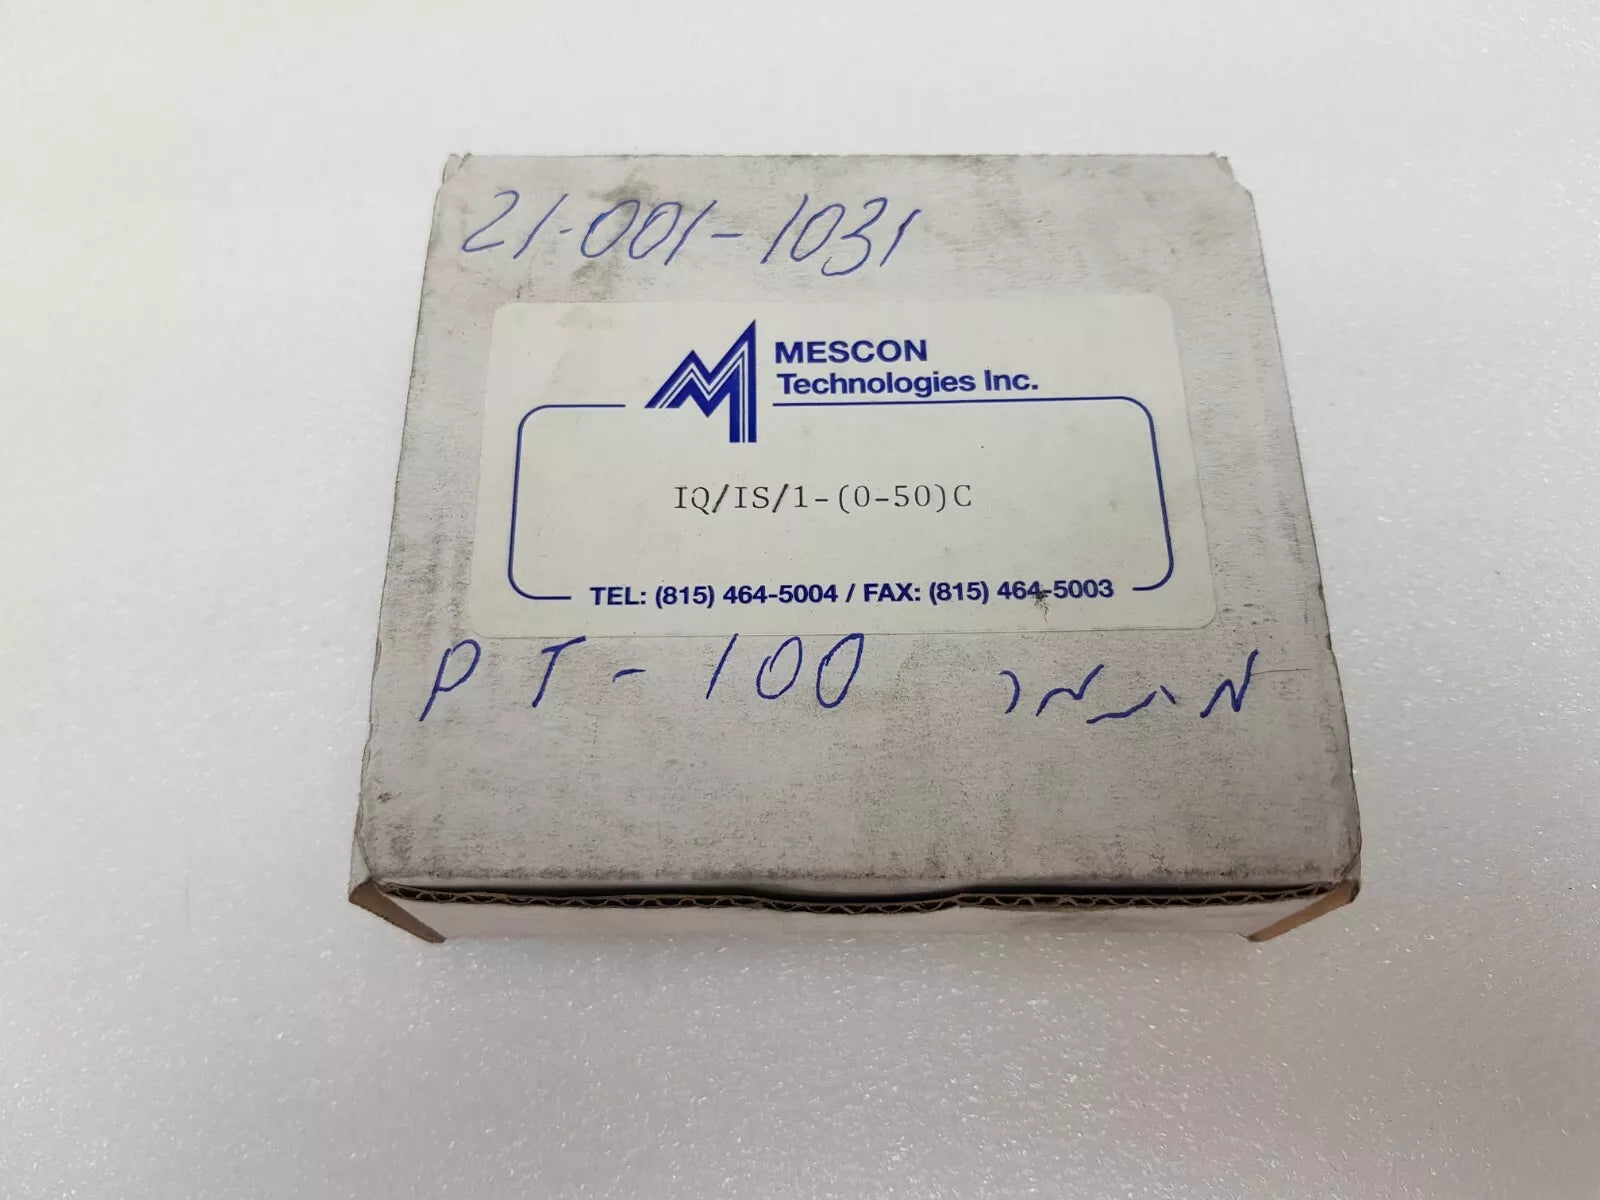 21-001-1031
MESCON
Technologies Inc.
IQ/IS/1-(0-50)C
TEL: (815) 464-5004 / FAX: (815) 464-5003
PT-100 מתמר